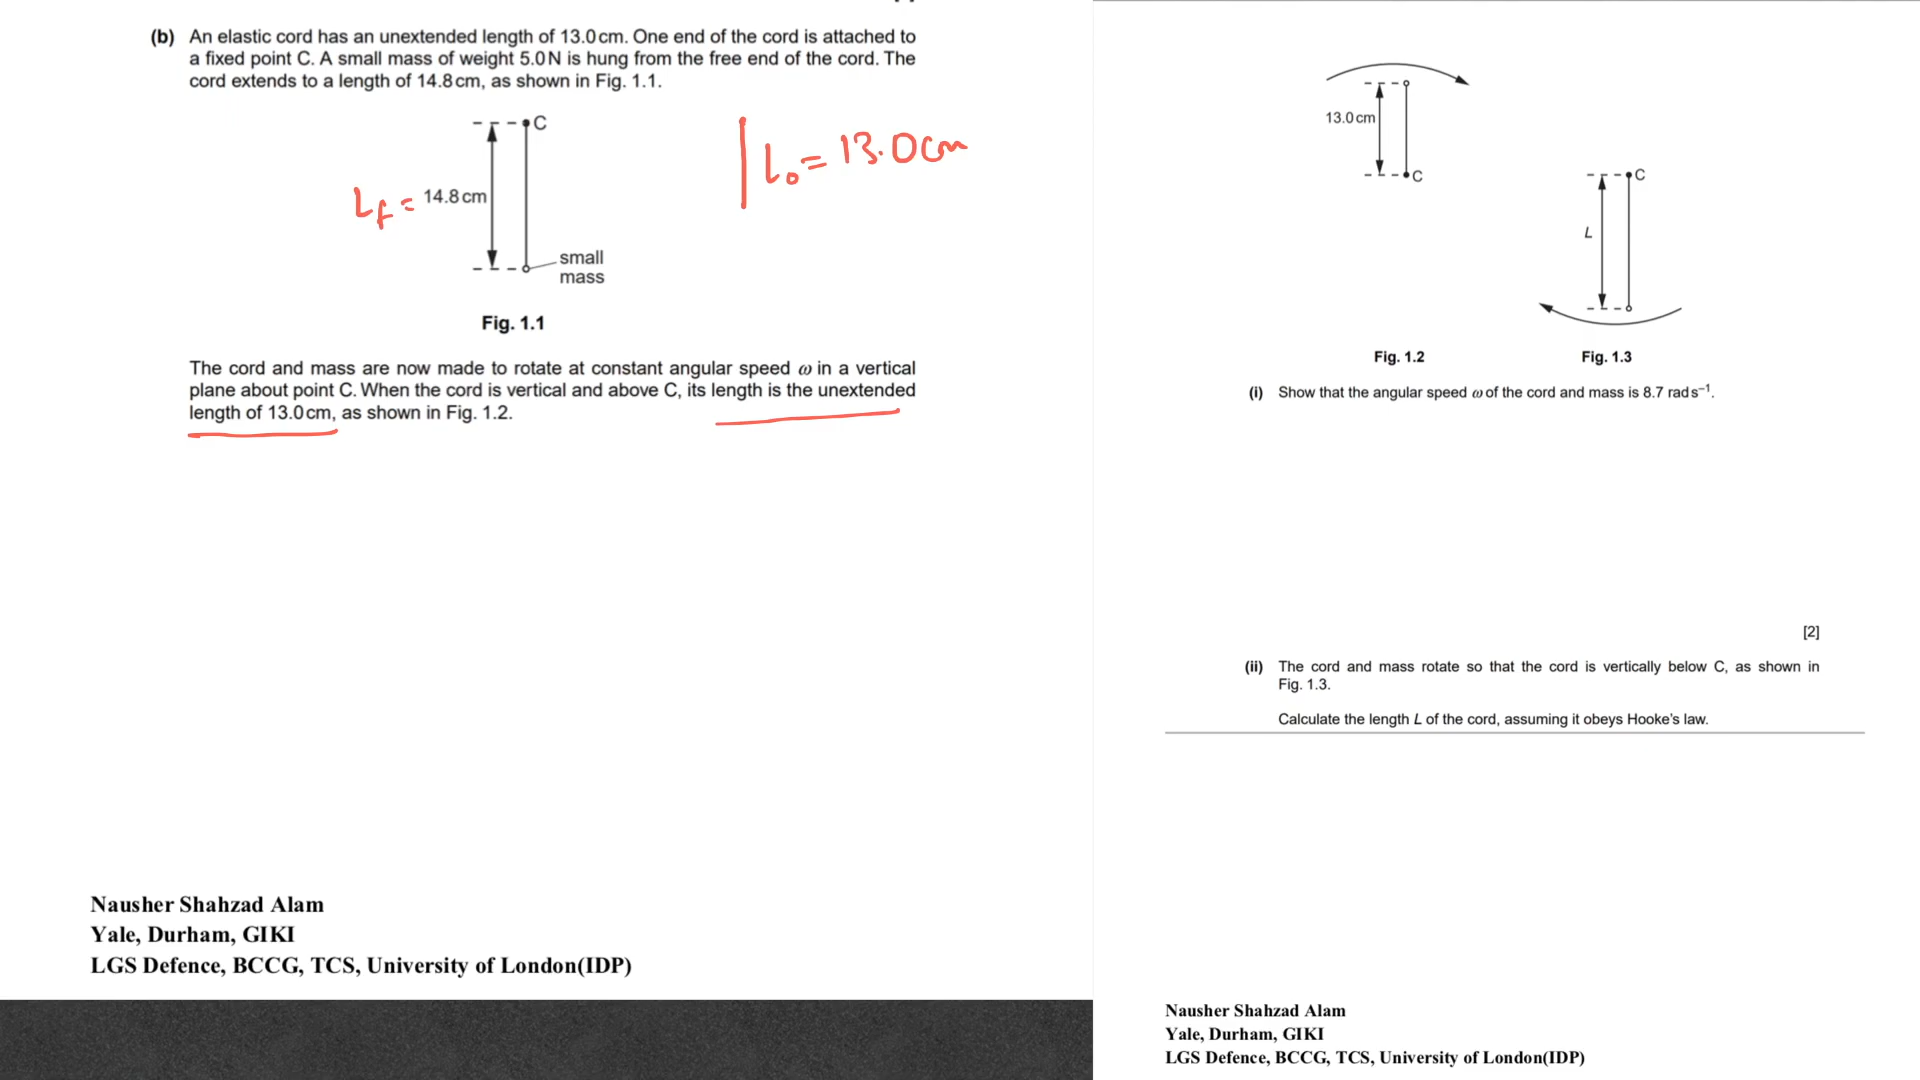 (b) An elastic cord has an unextended length of 13.0 cm. One end of the cord is attached to
a fixed point C. A small mass of weight 5.0 N is hung from the free end of the cord. The
cord extends to a length of 14.8 cm, as shown in Fig. 1.1.
C
L₀ = 13.0cm
L_f = 14.8 cm
small
mass
Fig. 1.1
The cord and mass are now made to rotate at constant angular speed ω in a vertical
plane about point C. When the cord is vertical and above C, its length is the unextended
length of 13.0 cm, as shown in Fig. 1.2.
Nausher Shahzad Alam
Yale, Durham, GIKI
LGS Defence, BCCG, TCS, University of London(IDP)
13.0 cm
C
C
L
Fig. 1.2
Fig. 1.3
(i) Show that the angular speed ω of the cord and mass is 8.7 rad s⁻¹.
[2]
(ii) The cord and mass rotate so that the cord is vertically below C, as shown in
Fig. 1.3.
Calculate the length L of the cord, assuming it obeys Hooke's law.
Nausher Shahzad Alam
Yale, Durham, GIKI
LGS Defence, BCCG, TCS, University of London(IDP)